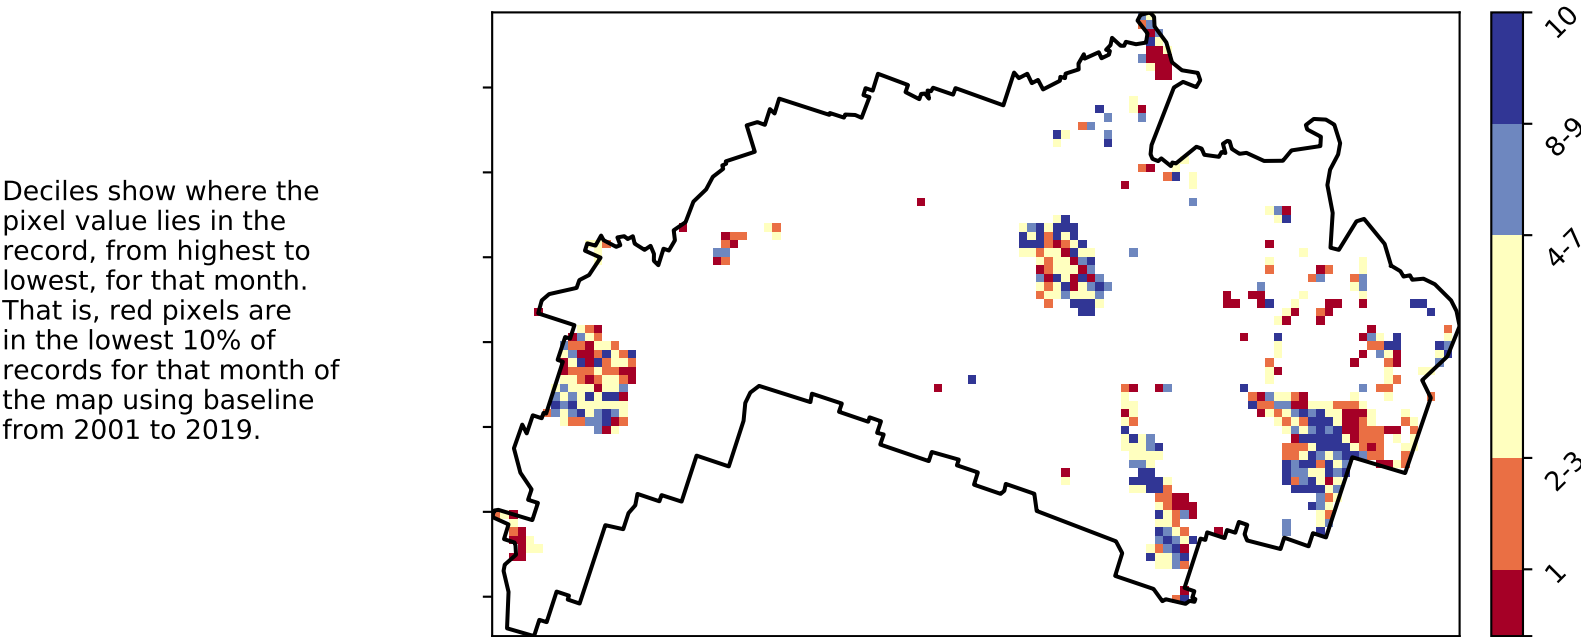 Deciles show where the
pixel value lies in the
record, from highest to
lowest, for that month.
That is, red pixels are
in the lowest 10% of
records for that month of
the map using baseline
from 2001 to 2019.
10
8-9
4-7
2-3
1